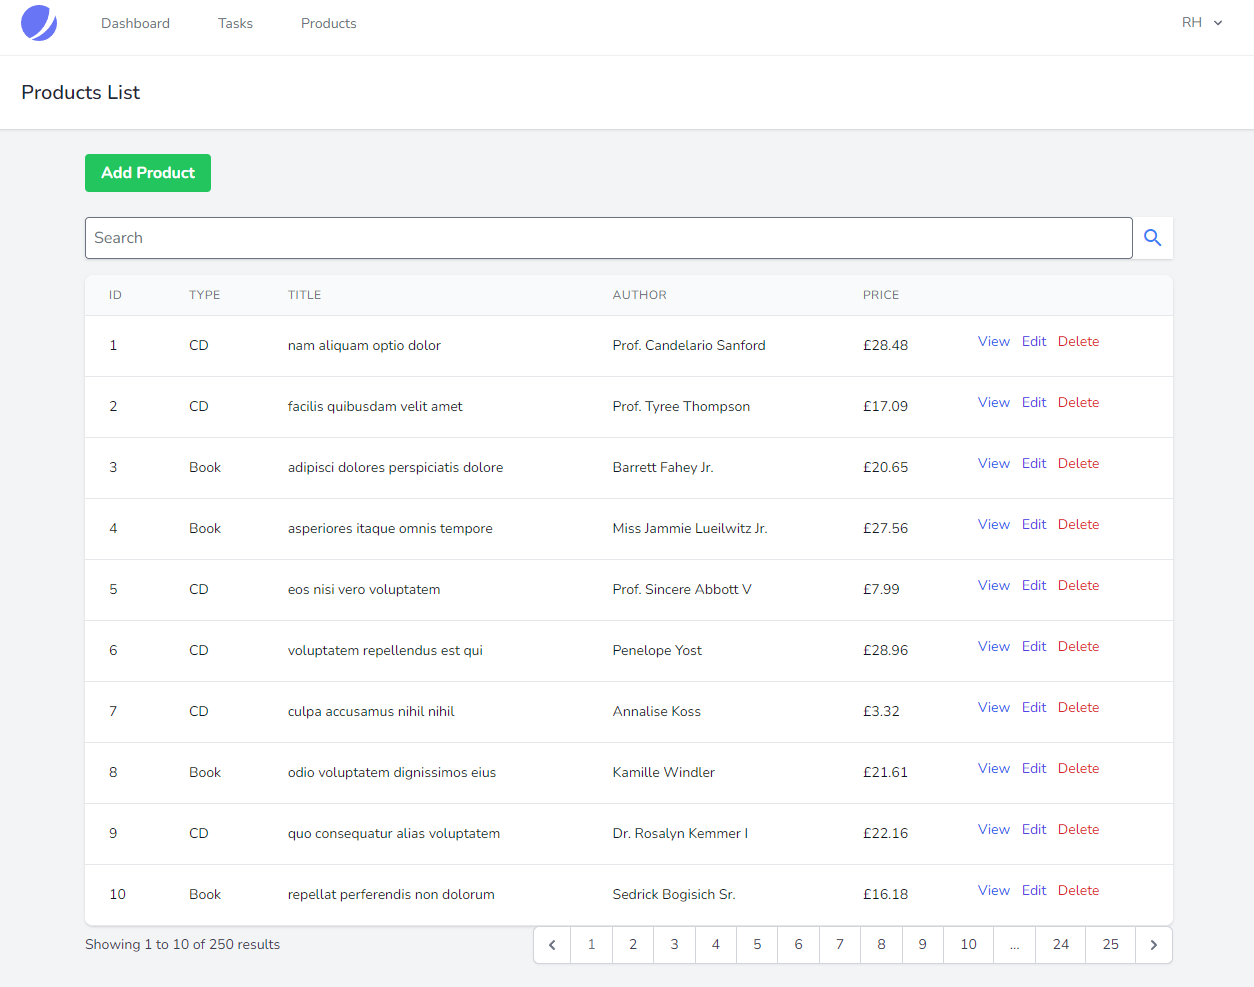 Dashboard Tasks Products RH
Products List
Add Product
Search
ID TYPE TITLE AUTHOR PRICE
1 CD nam aliquam optio dolor Prof. Candelario Sanford £28.48 View Edit Delete
2 CD facilis quibusdam velit amet Prof. Tyree Thompson £17.09 View Edit Delete
3 Book adipisci dolores perspiciatis dolore Barrett Fahey Jr. £20.65 View Edit Delete
4 Book asperiores itaque omnis tempore Miss Jammie Lueilwitz Jr. £27.56 View Edit Delete
5 CD eos nisi vero voluptatem Prof. Sincere Abbott V £7.99 View Edit Delete
6 CD voluptatem repellendus est qui Penelope Yost £28.96 View Edit Delete
7 CD culpa accusamus nihil nihil Annalise Koss £3.32 View Edit Delete
8 Book odio voluptatem dignissimos eius Kamille Windler £21.61 View Edit Delete
9 CD quo consequatur alias voluptatem Dr. Rosalyn Kemmer I £22.16 View Edit Delete
10 Book repellat perferendis non dolorum Sedrick Bogisich Sr. £16.18 View Edit Delete
Showing 1 to 10 of 250 results 1 2 3 4 5 6 7 8 9 10 ... 24 25